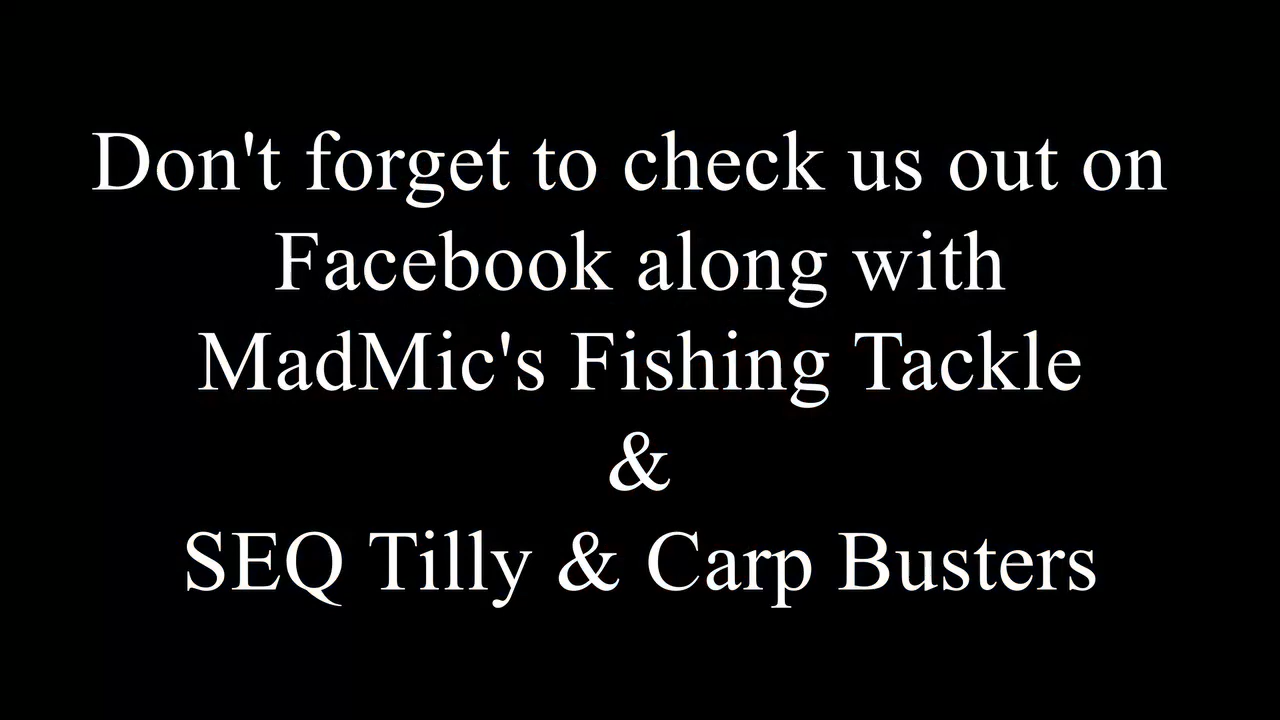 Don't forget to check us out on
Facebook along with
MadMic's Fishing Tackle
&
SEQ Tilly & Carp Busters